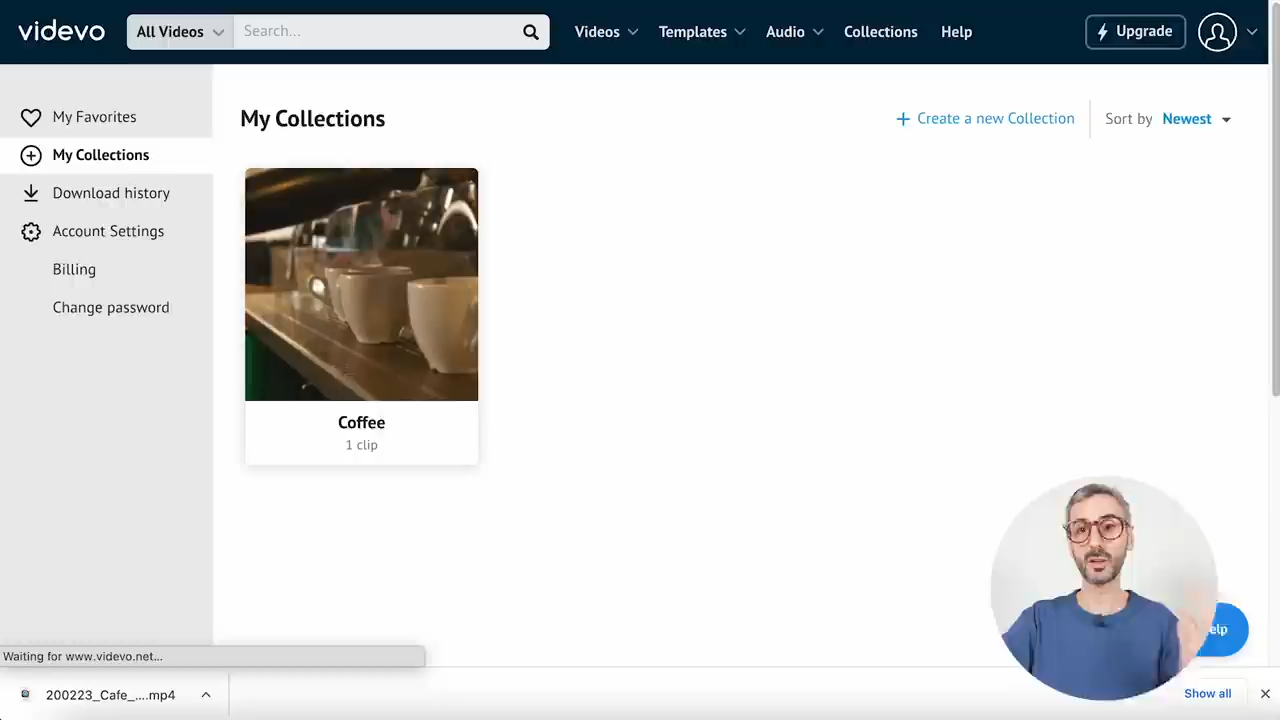 videvo
All Videos
Search...
Videos
Templates
Audio
Collections
Help
Upgrade
My Favorites
My Collections
Download history
Account Settings
Billing
Change password
My Collections
+ Create a new Collection
Sort by Newest
Coffee
1 clip
elp
Waiting for www.videvo.net...
200223_Cafe_....mp4
Show all